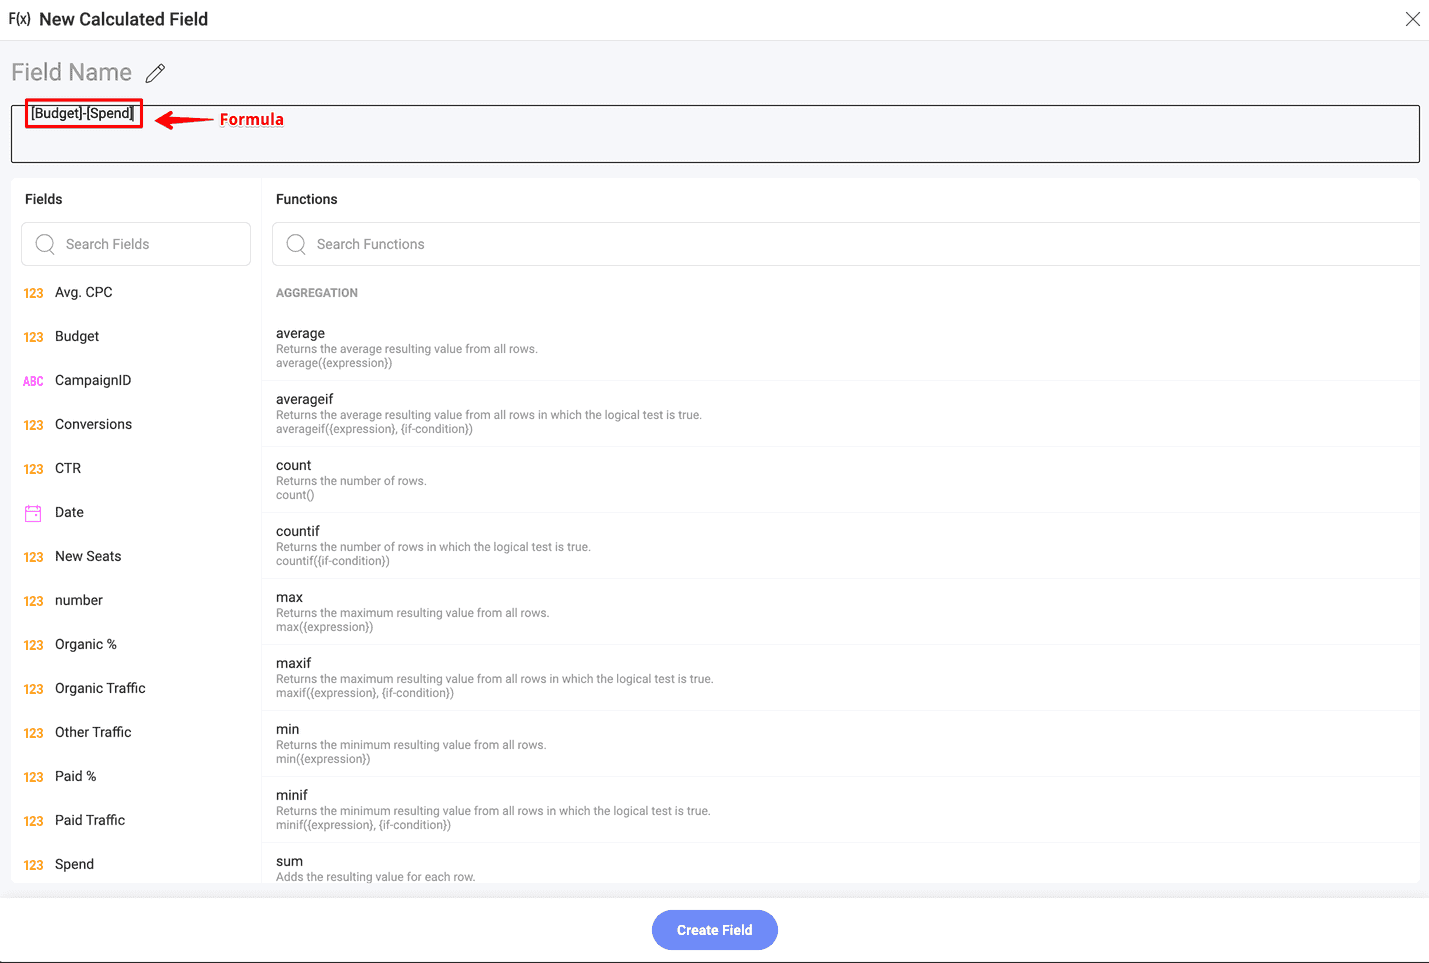 F(x) New Calculated Field
Field Name
[Budget]-[Spend]
Formula
Fields
Search Fields
123 Avg. CPC
123 Budget
ABC CampaignID
123 Conversions
123 CTR
Date
123 New Seats
123 number
123 Organic %
123 Organic Traffic
123 Other Traffic
123 Paid %
123 Paid Traffic
123 Spend
Functions
Search Functions
AGGREGATION
average
Returns the average resulting value from all rows.
average({expression})
averageif
Returns the average resulting value from all rows in which the logical test is true.
averageif({expression}, {if-condition})
count
Returns the number of rows.
count()
countif
Returns the number of rows in which the logical test is true.
countif({if-condition})
max
Returns the maximum resulting value from all rows.
max({expression})
maxif
Returns the maximum resulting value from all rows in which the logical test is true.
maxif({expression}, {if-condition})
min
Returns the minimum resulting value from all rows.
min({expression})
minif
Returns the minimum resulting value from all rows in which the logical test is true.
minif({expression}, {if-condition})
sum
Adds the resulting value for each row.
Create Field